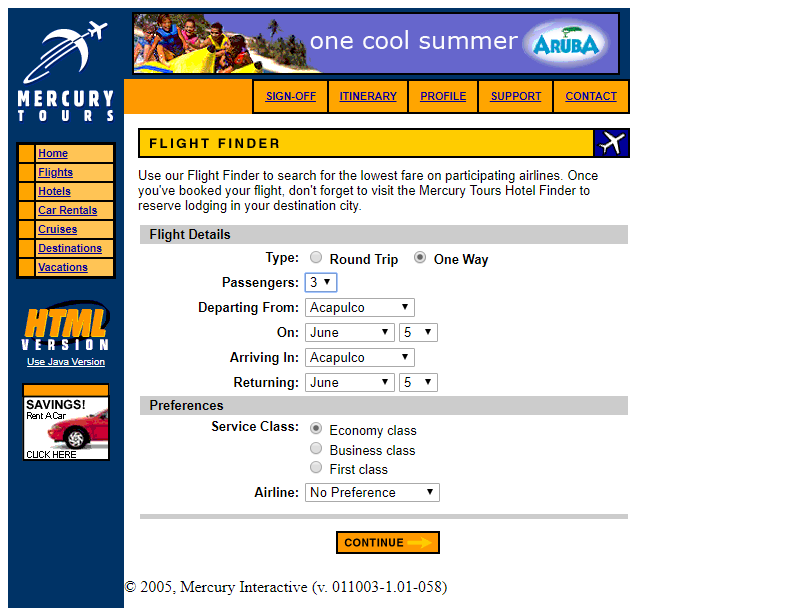 one cool summer ARUBA
MERCURY
TOURS
SIGN-OFF ITINERARY PROFILE SUPPORT CONTACT
Home
Flights
Hotels
Car Rentals
Cruises
Destinations
Vacations
HTML
VERSION
Use Java Version
SAVINGS!
Rent A Car
CLICK HERE
FLIGHT FINDER
Use our Flight Finder to search for the lowest fare on participating airlines. Once
you've booked your flight, don't forget to visit the Mercury Tours Hotel Finder to
reserve lodging in your destination city.
Flight Details
Type: Round Trip One Way
Passengers: 3
Departing From: Acapulco
On: June 5
Arriving In: Acapulco
Returning: June 5
Preferences
Service Class: Economy class
Business class
First class
Airline: No Preference
CONTINUE
© 2005, Mercury Interactive (v. 011003-1.01-058)